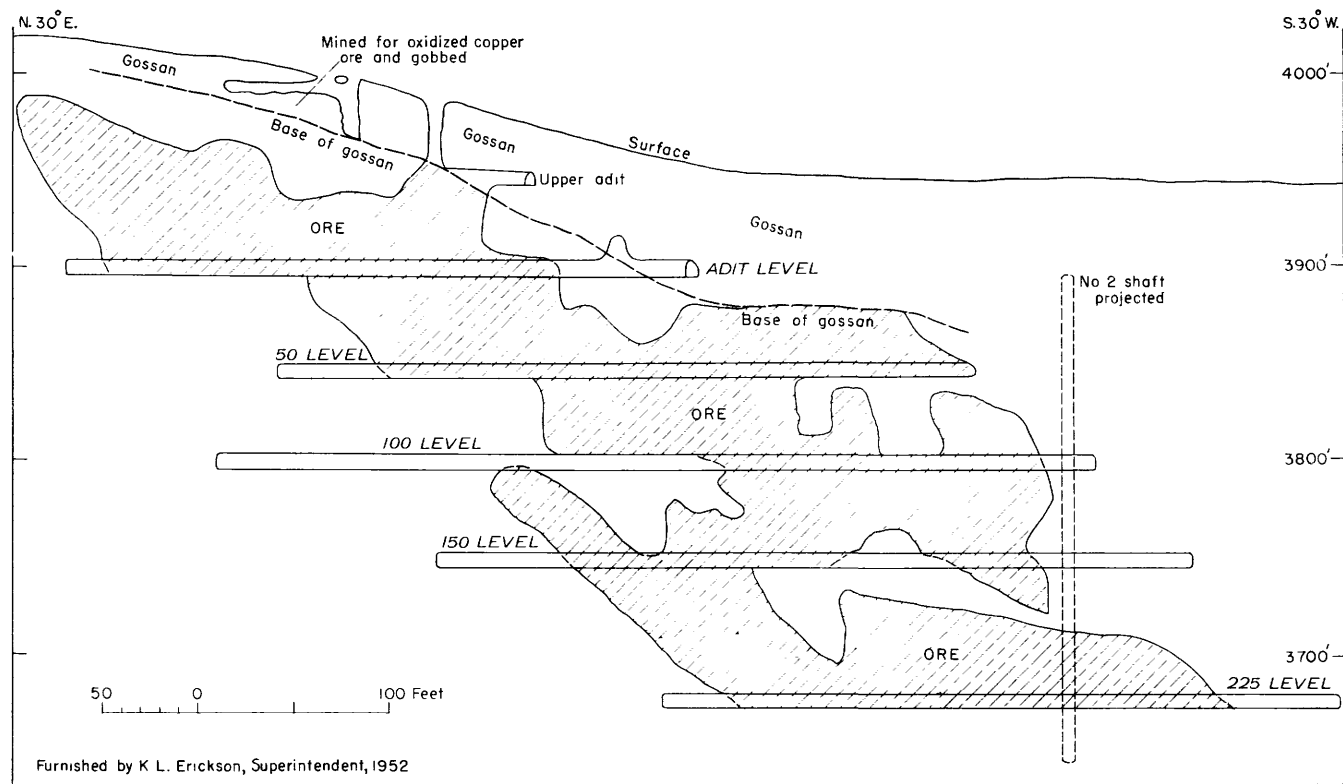 N. 30° E.
S. 30° W.
Mined for oxidized copper
ore and gobbed
Gossan
4000'
Base of gossan
Gossan
Surface
Upper adit
ORE
Gossan
ADIT LEVEL
3900'
No 2 shaft
projected
Base of gossan
50 LEVEL
ORE
100 LEVEL
3800'
150 LEVEL
ORE
3700'
225 LEVEL
50 0 100 Feet
Furnished by K L. Erickson, Superintendent, 1952